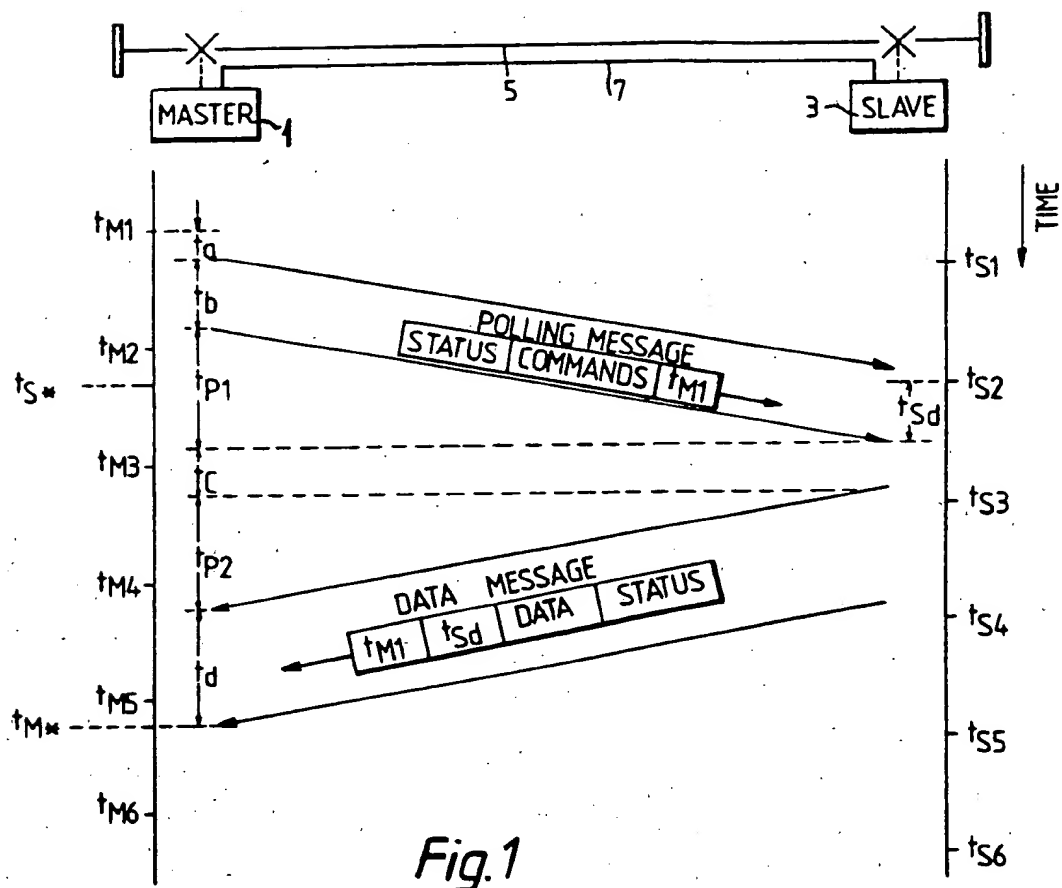 5
7
MASTER
1
3
SLAVE
TIME
tM1
ta
tS1
tb
POLLING MESSAGE
STATUS
COMMANDS
tM1
tM2
tS*
tP1
tS2
tSd
tM3
tC
tS3
tP2
tM4
DATA MESSAGE
tM1
tSd
DATA
STATUS
tS4
td
tM5
tM*
tS5
tM6
tS6
Fig.1